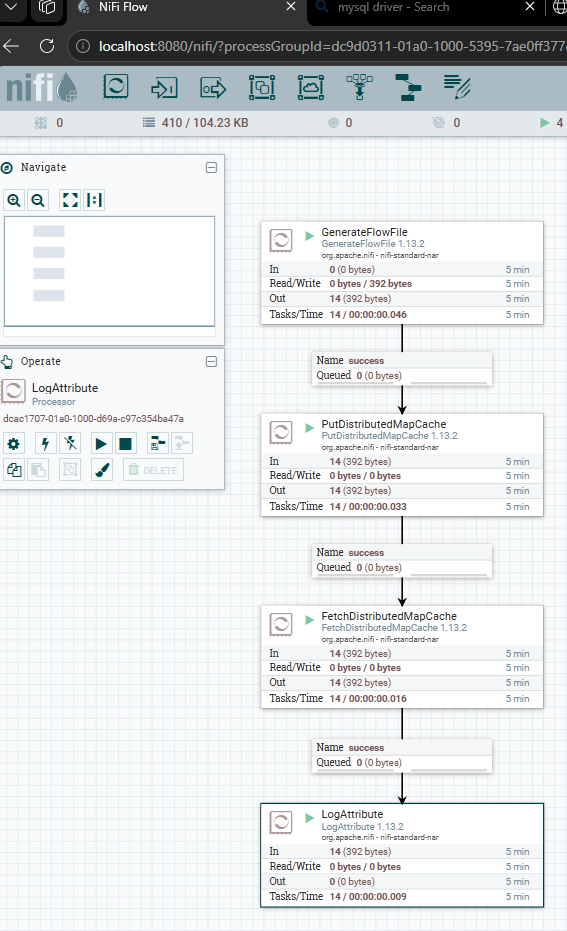 NiFi Flow
mysql driver - Search
localhost:8080/nifi/?processGroupId=dc9d0311-01a0-1000-5395-7ae0ff377
nifi
0
410 / 104.23 KB
0
0
4
Navigate
Operate
LogAttribute
Processor
dcac1707-01a0-1000-d69a-c97c354ba47a
DELETE
GenerateFlowFile
GenerateFlowFile 1.13.2
org.apache.nifi - nifi-standard-nar
In 0 (0 bytes) 5 min
Read/Write 0 bytes / 392 bytes 5 min
Out 14 (392 bytes) 5 min
Tasks/Time 14 / 00:00:00.046 5 min
Name success
Queued 0 (0 bytes)
PutDistributedMapCache
PutDistributedMapCache 1.13.2
org.apache.nifi - nifi-standard-nar
In 14 (392 bytes) 5 min
Read/Write 0 bytes / 0 bytes 5 min
Out 14 (392 bytes) 5 min
Tasks/Time 14 / 00:00:00.033 5 min
Name success
Queued 0 (0 bytes)
FetchDistributedMapCache
FetchDistributedMapCache 1.13.2
org.apache.nifi - nifi-standard-nar
In 14 (392 bytes) 5 min
Read/Write 0 bytes / 0 bytes 5 min
Out 14 (392 bytes) 5 min
Tasks/Time 14 / 00:00:00.016 5 min
Name success
Queued 0 (0 bytes)
LogAttribute
LogAttribute 1.13.2
org.apache.nifi - nifi-standard-nar
In 14 (392 bytes) 5 min
Read/Write 0 bytes / 0 bytes 5 min
Out 0 (0 bytes) 5 min
Tasks/Time 14 / 00:00:00.009 5 min